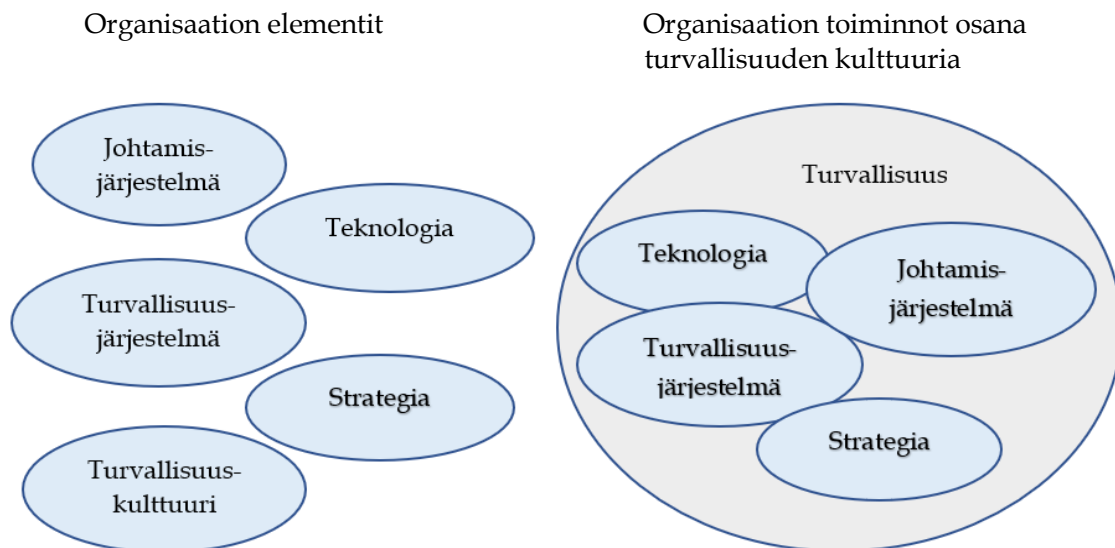 Organisaation elementit
Johtamis-
järjestelmä
Teknologia
Turvallisuus-
järjestelmä
Strategia
Turvallisuus-
kulttuuri
Organisaation toiminnot osana
turvallisuuden kulttuuria
Turvallisuus
Teknologia
Johtamis-
järjestelmä
Turvallisuus-
järjestelmä
Strategia